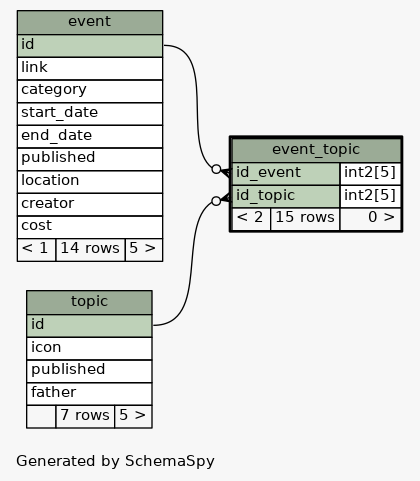 event
id
link
category
start_date
end_date
published
location
creator
cost
< 1 14 rows 5 >
event_topic
id_event int2[5]
id_topic int2[5]
< 2 15 rows 0 >
topic
id
icon
published
father
7 rows 5 >
Generated by SchemaSpy